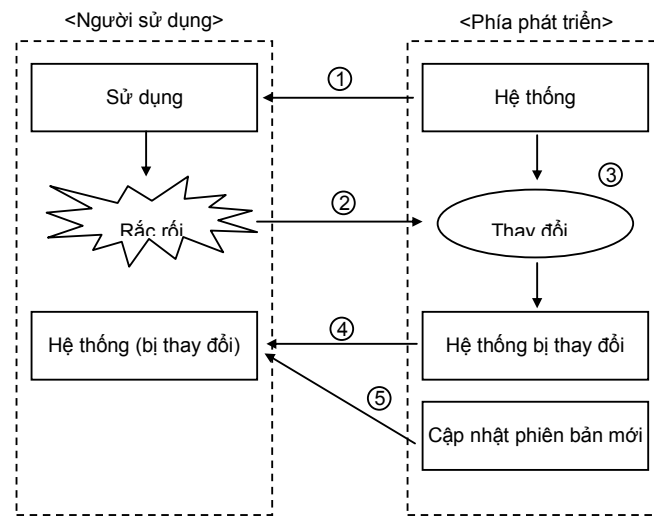 <Người sử dụng>
<Phía phát triển>
Sử dụng
①
Hệ thống
③
Rắc rối
②
Thay đổi
Hệ thống (bị thay đổi)
④
Hệ thống bị thay đổi
⑤
Cập nhật phiên bản mới